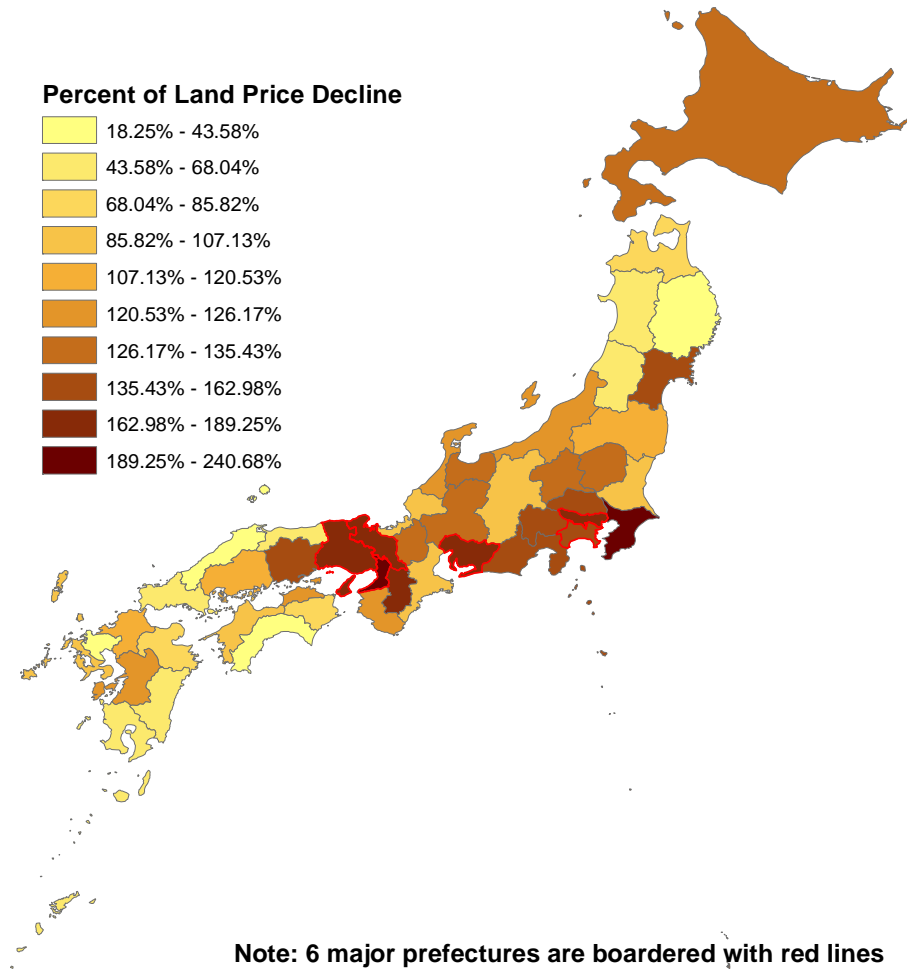 Percent of Land Price Decline
18.25% - 43.58%
43.58% - 68.04%
68.04% - 85.82%
85.82% - 107.13%
107.13% - 120.53%
120.53% - 126.17%
126.17% - 135.43%
135.43% - 162.98%
162.98% - 189.25%
189.25% - 240.68%
Note: 6 major prefectures are boardered with red lines